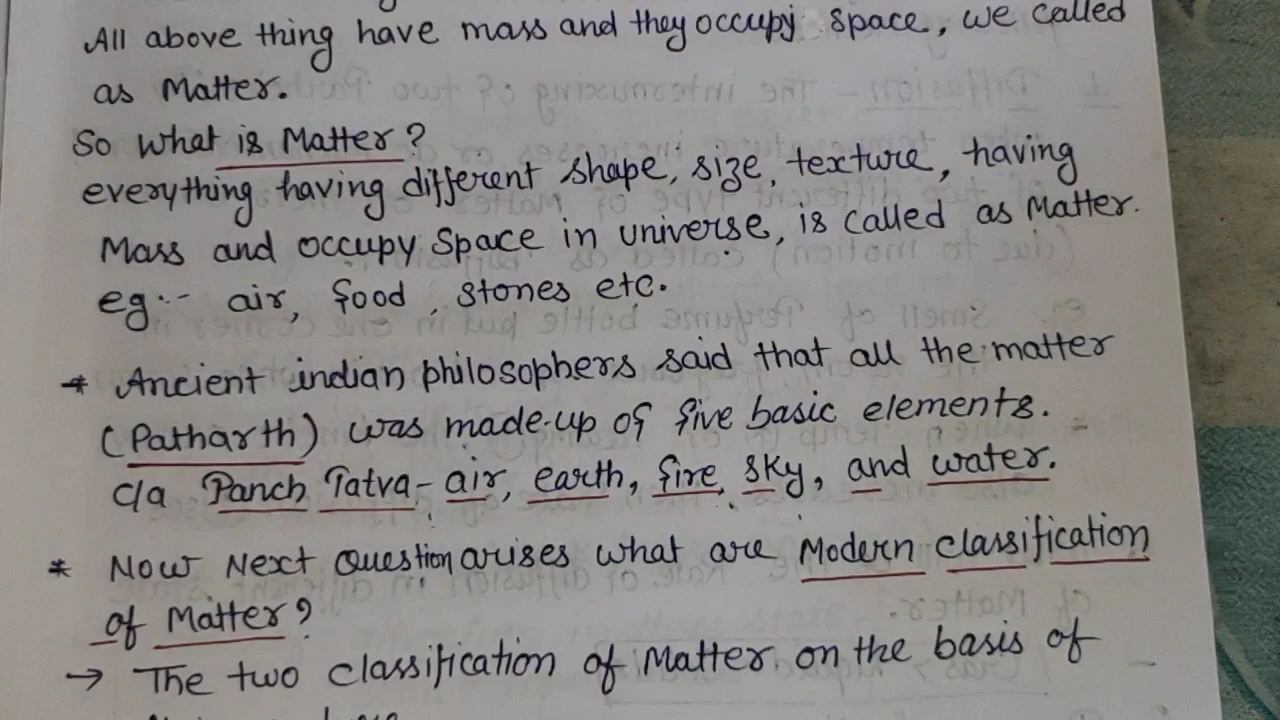 All above thing have mass and they occupy space, we called
as Matter.
So What is Matter?
everything having different shape, size, texture, having
Mass and occupy space in universe, is called as Matter.
eg:- air, food, stones etc.
* Ancient indian philosophers said that all the matter
(Patharth) was made-up of five basic elements.
c/a Panch Tatva - air, earth, fire, sky, and water.
* Now Next Question arises what are Modern classification
of Matter?
→ The two classification of Matter on the basis of